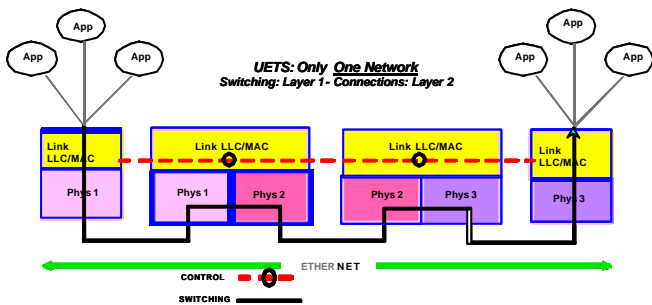 App
App
App
App
App
App
UETS: Only One Network
Switching: Layer 1 - Connections: Layer 2
Link
LLC/MAC
Link LLC/MAC
Link LLC/MAC
Link
LLC/MAC
Phys 1
Phys 1
Phys 2
Phys 2
Phys 3
Phys 3
ETHERNET
CONTROL
SWITCHING